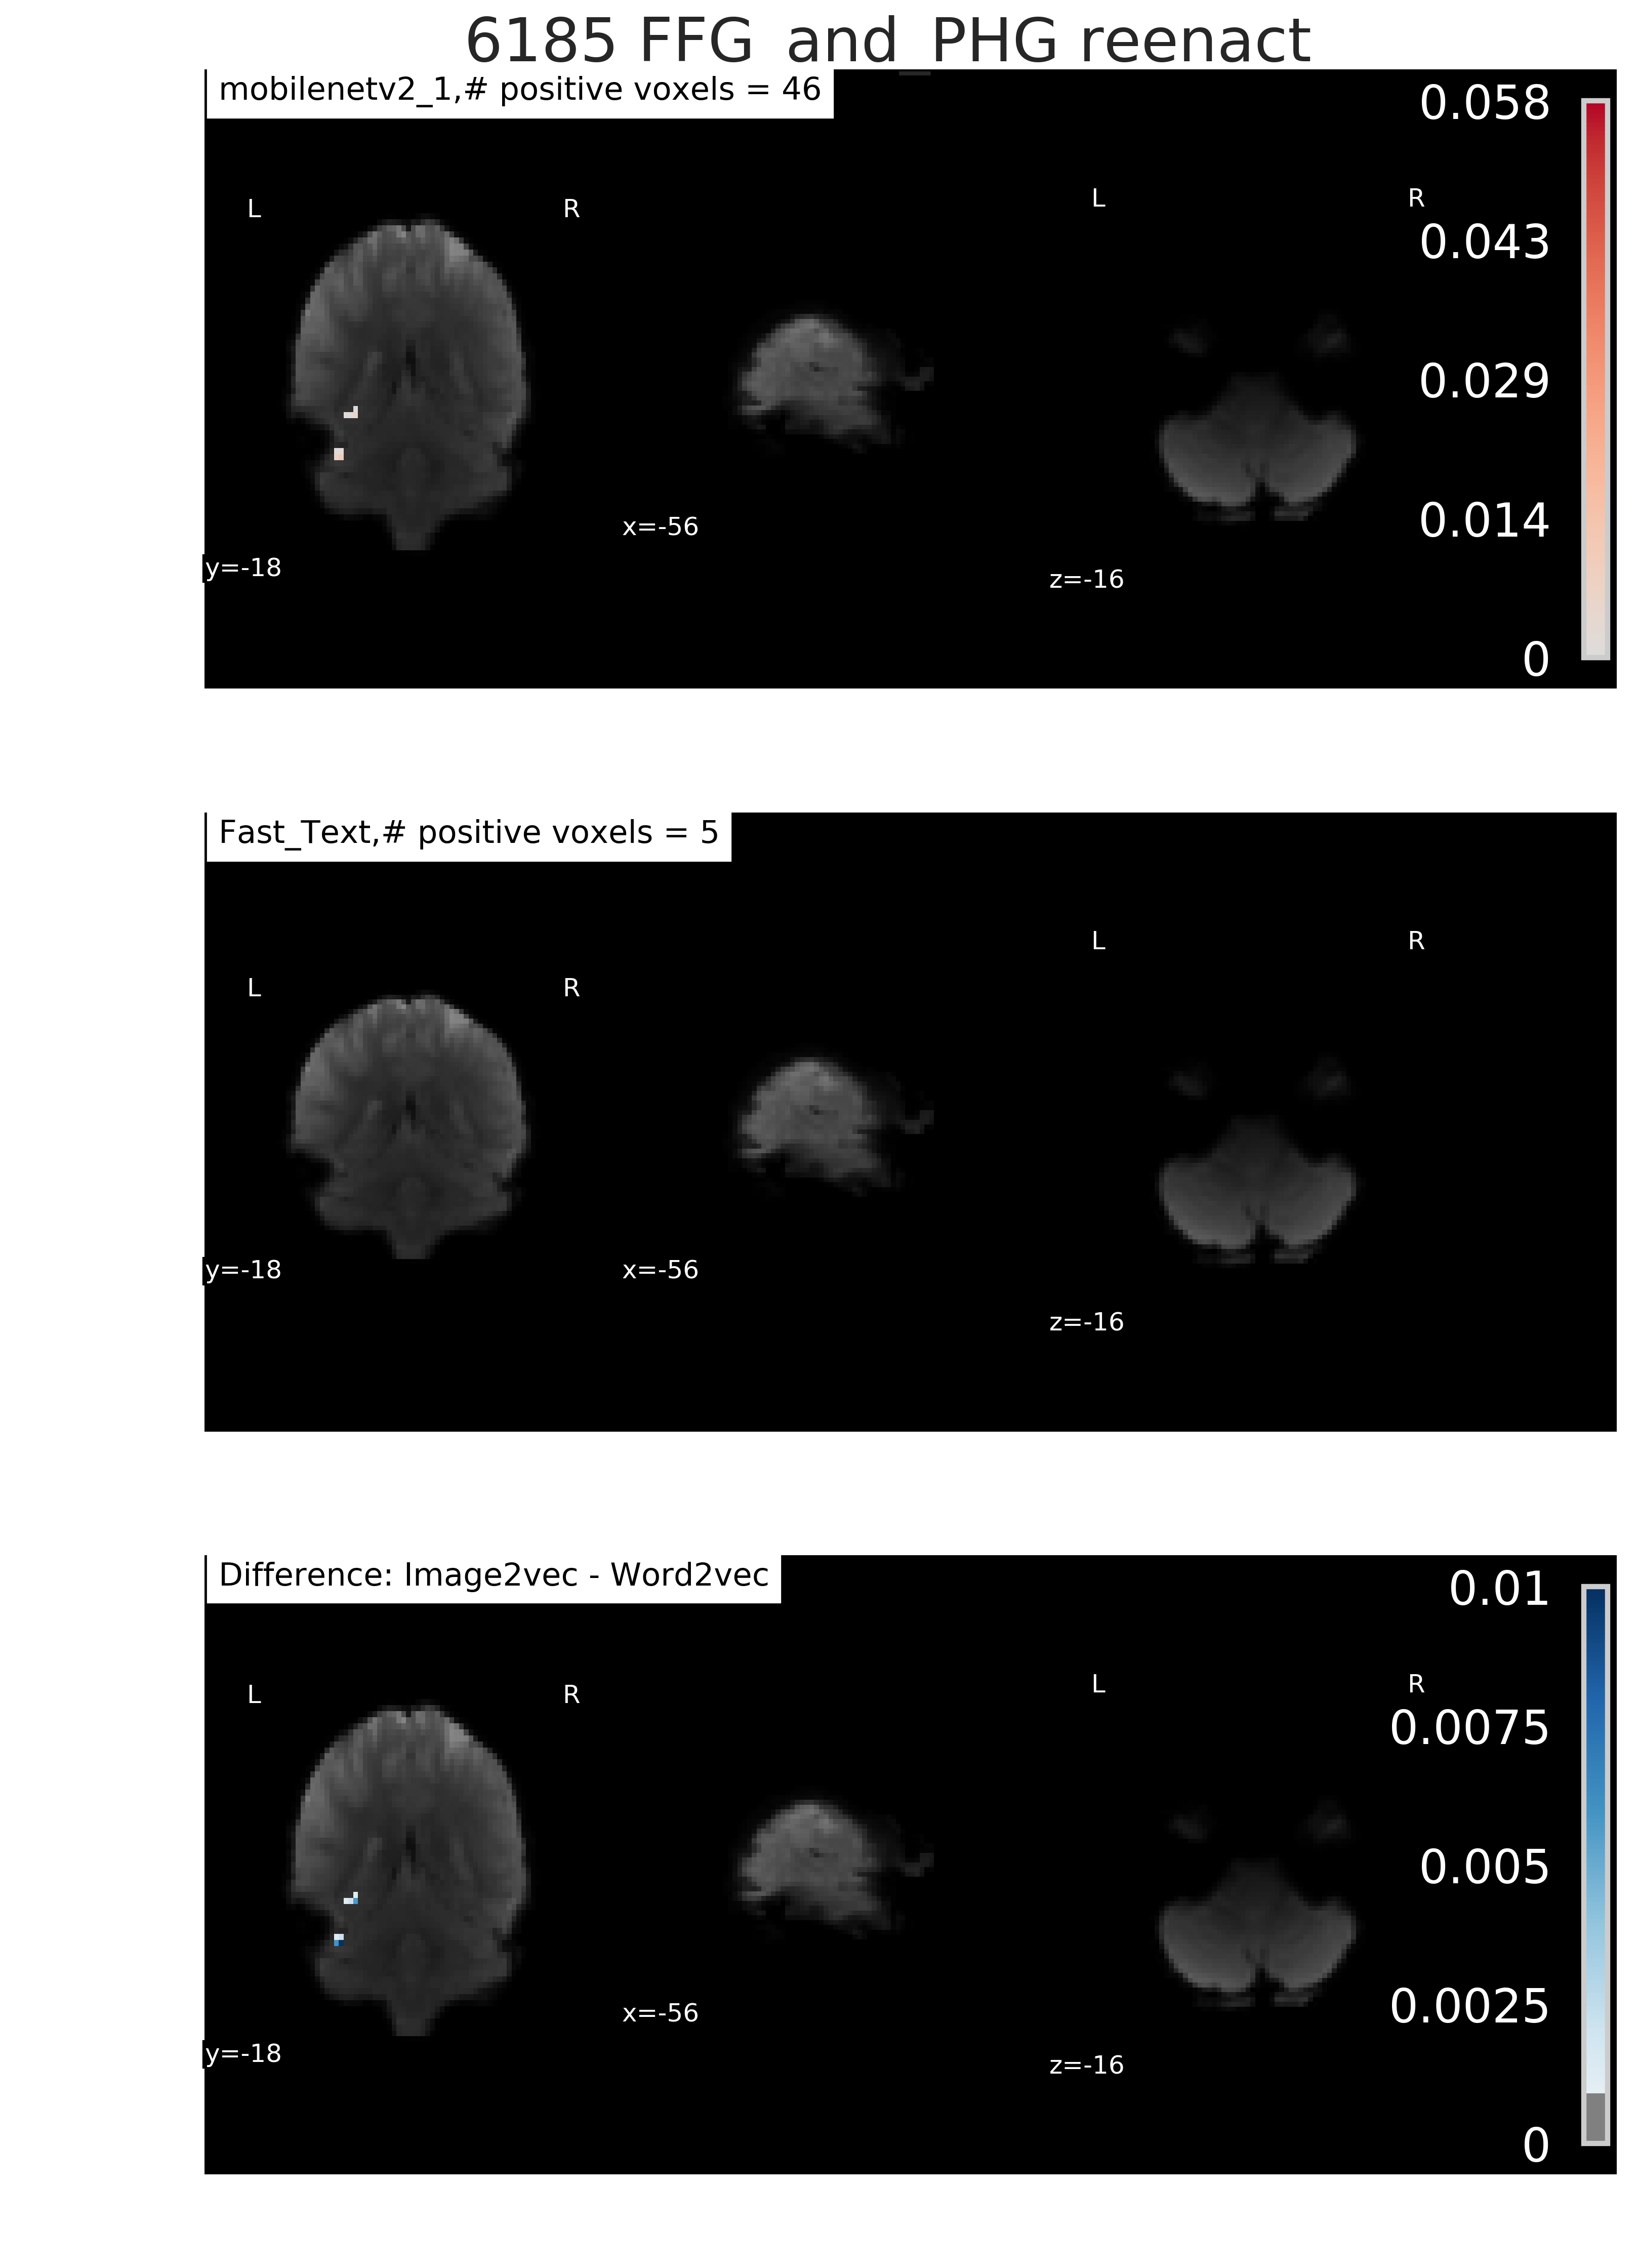 6185 FFG_and_PHG reenact
mobilenetv2_1,# positive voxels = 46
0.058
L R L R
0.043
0.029
0.014
x=-56
y=-18
z=-16
0
Fast_Text,# positive voxels = 5
L R
L R
y=-18 x=-56
z=-16
Difference: Image2vec - Word2vec
0.01
L R L R
0.0075
0.005
0.0025
x=-56
y=-18
z=-16
0